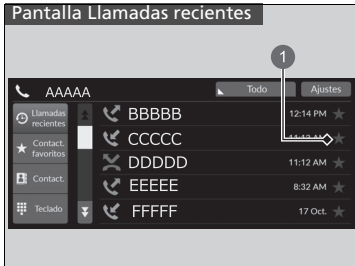 Pantalla Llamadas recientes
1
AAAAA
Todo
Ajustes
Llamadas
recientes
Contact.
favoritos
Contact.
Teclado
BBBBB 12:14 PM
CCCCC
DDDDD 11:12 AM
EEEEE 8:32 AM
FFFFF 17 Oct.